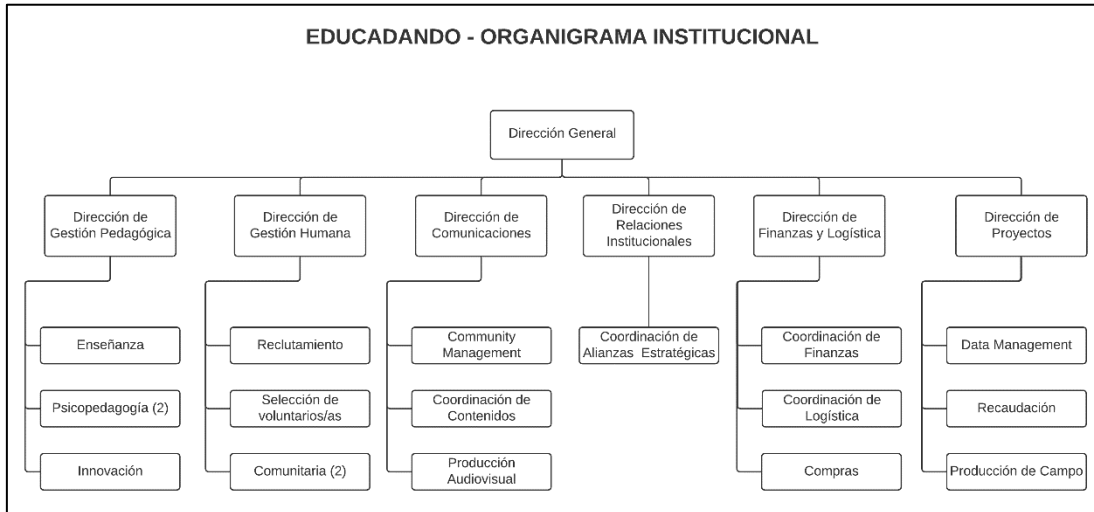 EDUCADANDO - ORGANIGRAMA INSTITUCIONAL
Dirección General
Dirección de
Gestión Pedagógica
Dirección de
Gestión Humana
Dirección de
Comunicaciones
Dirección de
Relaciones
Institucionales
Dirección de
Finanzas y Logística
Dirección de
Proyectos
Enseñanza
Reclutamiento
Community
Management
Coordinación de
Alianzas Estratégicas
Coordinación de
Finanzas
Data Management
Psicopedagogía (2)
Selección de
voluntarios/as
Coordinación de
Contenidos
Coordinación de
Logística
Recaudación
Innovación
Comunitaria (2)
Producción
Audiovisual
Compras
Producción de Campo